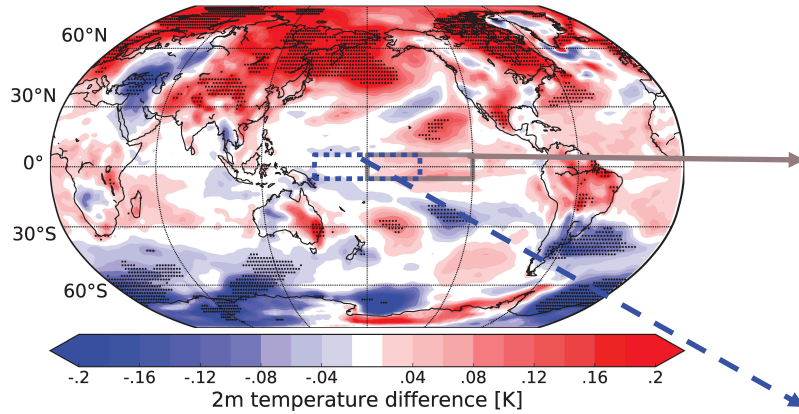 60°N
30°N
0°
30°S
60°S
-.2 -.16 -.12 -.08 -.04 .04 .08 .12 .16 .2
2m temperature difference [K]